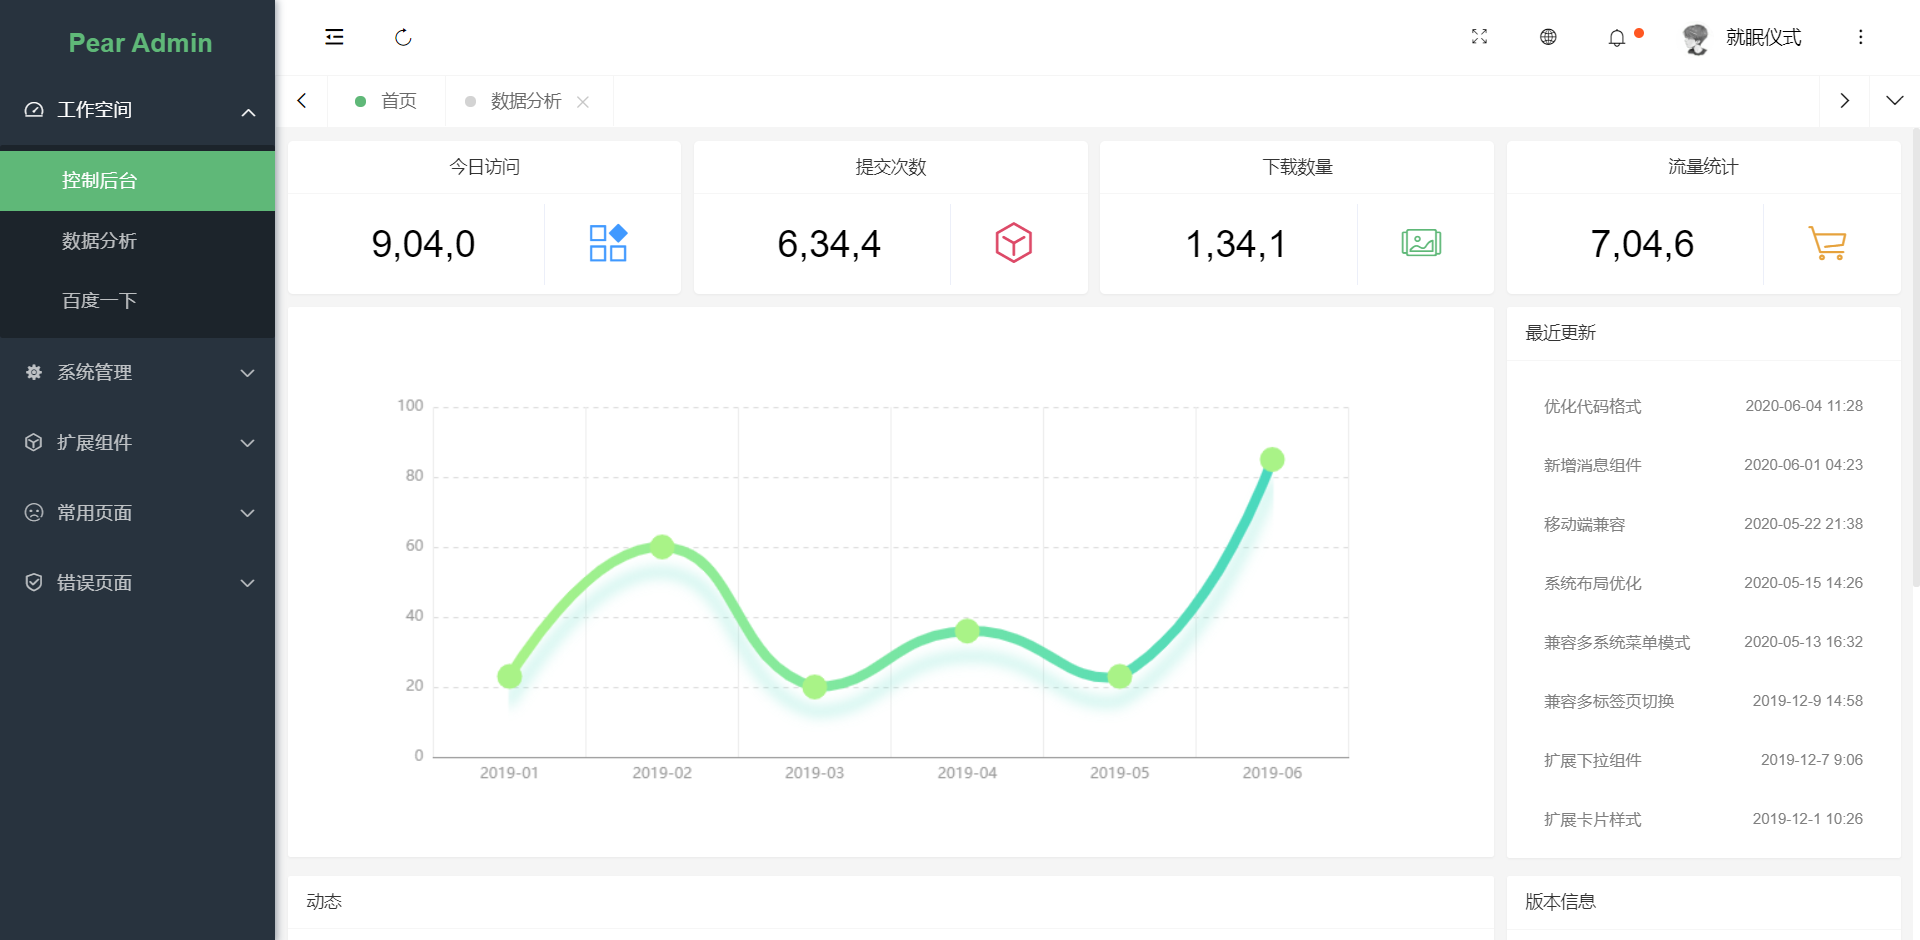 Pear Admin
工作空间
控制后台
数据分析
百度一下
系统管理
扩展组件
常用页面
错误页面
就眠仪式
首页
数据分析
今日访问
9,04,0
提交次数
6,34,4
下载数量
1,34,1
流量统计
7,04,6
100
80
60
40
20
0
2019-01 2019-02 2019-03 2019-04 2019-05 2019-06
最近更新
优化代码格式 2020-06-04 11:28
新增消息组件 2020-06-01 04:23
移动端兼容 2020-05-22 21:38
系统布局优化 2020-05-15 14:26
兼容多系统菜单模式 2020-05-13 16:32
兼容多标签页切换 2019-12-9 14:58
扩展下拉组件 2019-12-7 9:06
扩展卡片样式 2019-12-1 10:26
动态
版本信息